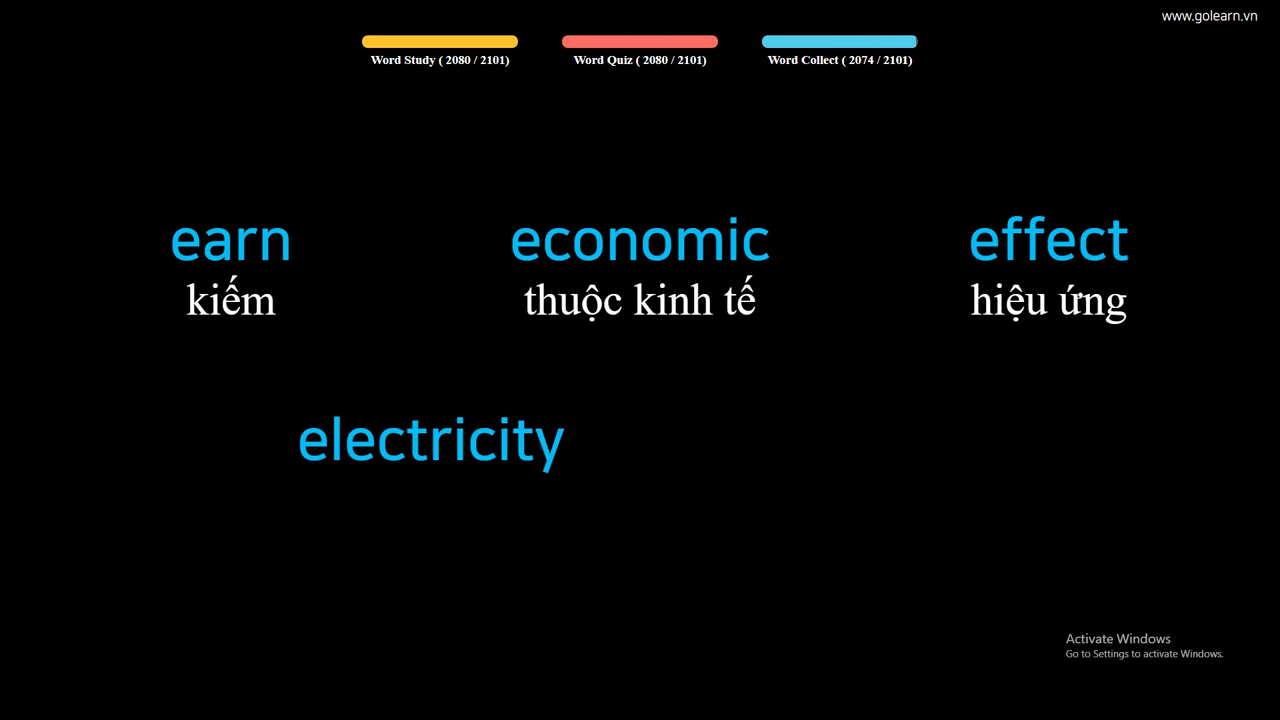 www.golearn.vn
Word Study ( 2080 / 2101) Word Quiz ( 2080 / 2101) Word Collect ( 2074 / 2101)
earn economic effect
kiếm thuộc kinh tế hiệu ứng
electricity
Activate Windows
Go to Settings to activate Windows.